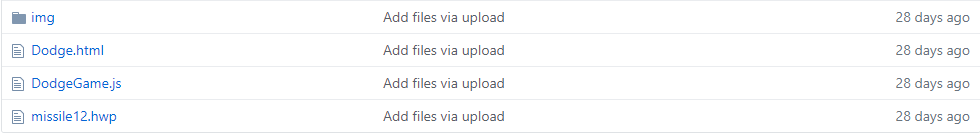 img Add files via upload 28 days ago
Dodge.html Add files via upload 28 days ago
DodgeGame.js Add files via upload 28 days ago
missile12.hwp Add files via upload 28 days ago